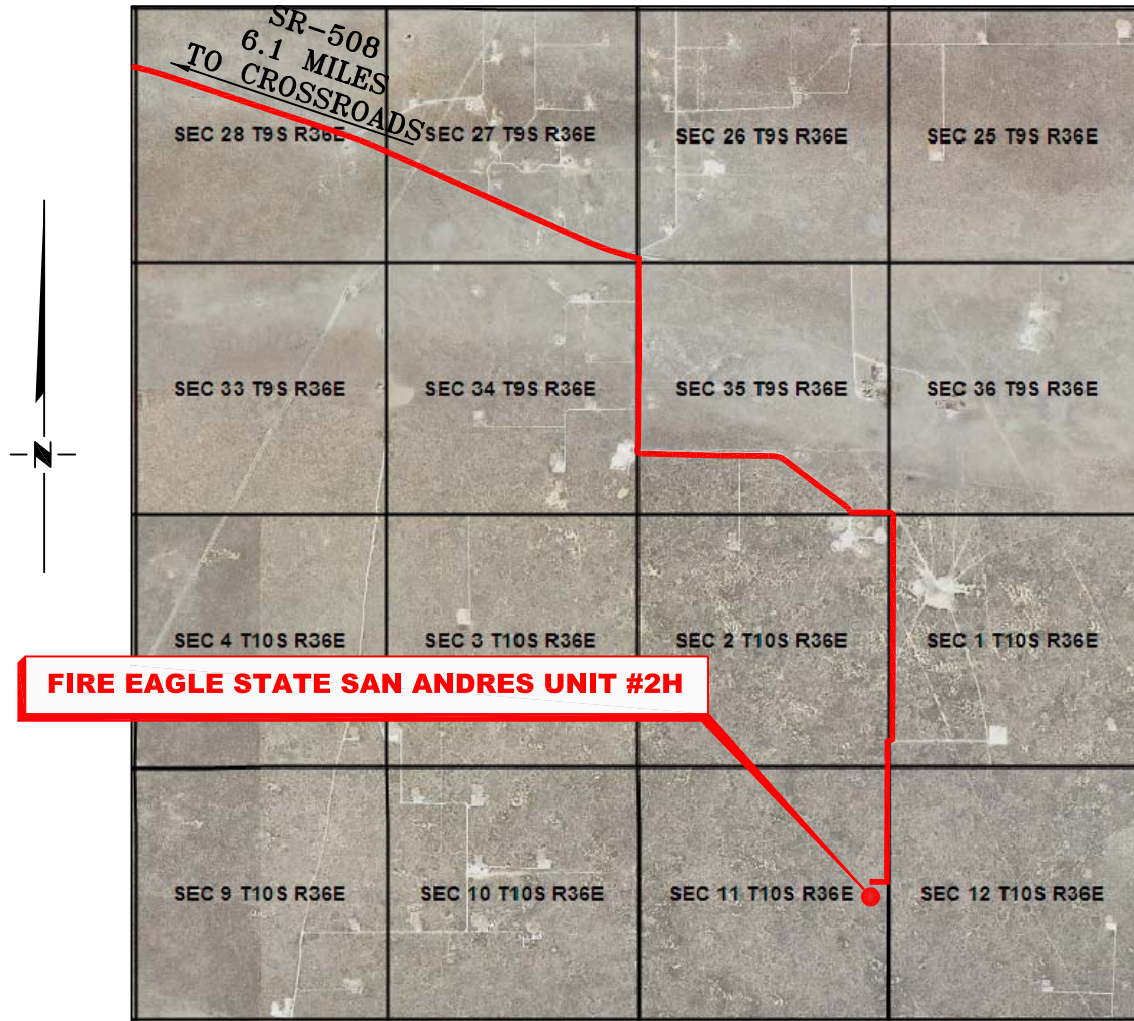 SR-508
6.1 MILES
TO CROSSROADS
SEC 28 T9S R36E
SEC 27 T9S R36E
SEC 26 T9S R36E
SEC 25 T9S R36E
SEC 33 T9S R36E
SEC 34 T9S R36E
SEC 35 T9S R36E
SEC 36 T9S R36E
N
SEC 4 T10S R36E
SEC 3 T10S R36E
SEC 2 T10S R36E
SEC 1 T10S R36E
FIRE EAGLE STATE SAN ANDRES UNIT #2H
SEC 9 T10S R36E
SEC 10 T10S R36E
SEC 11 T10S R36E
SEC 12 T10S R36E